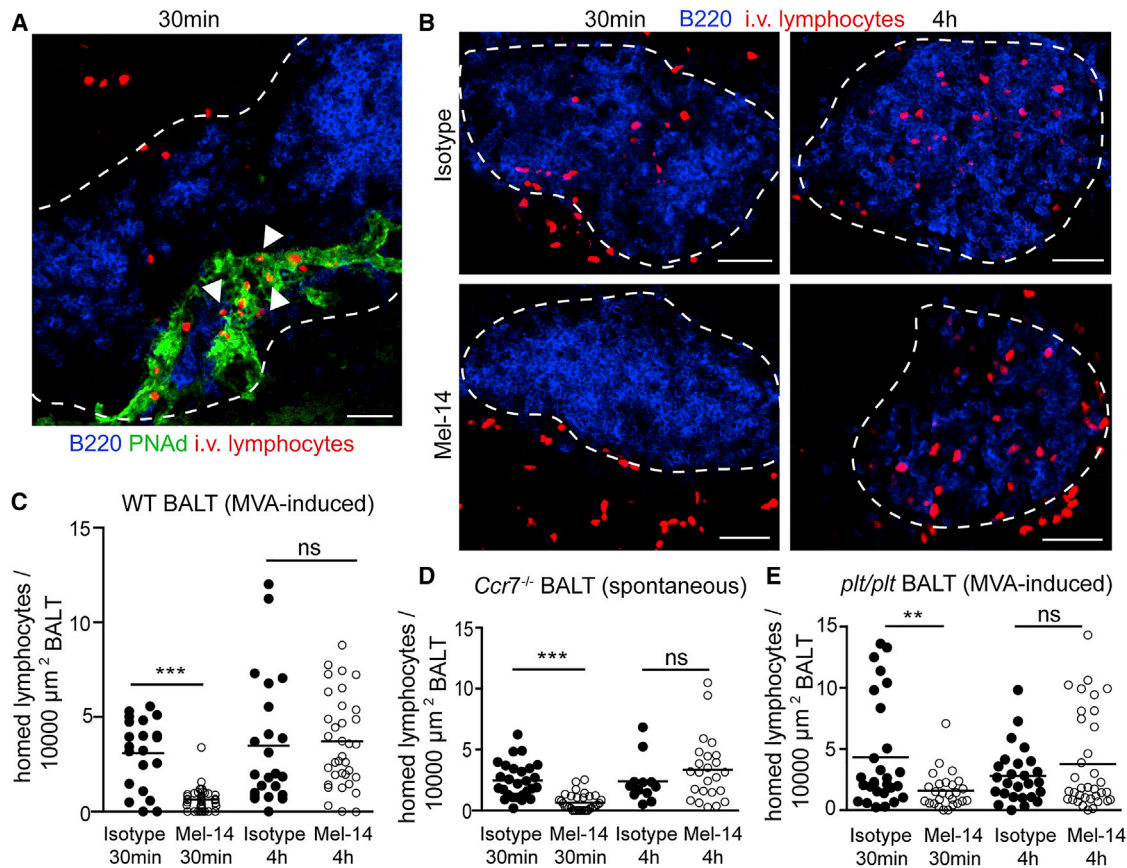 A
30min
B220 PNAd i.v. lymphocytes
B
30min B220 i.v. lymphocytes 4h
Isotype
Mel-14
C
WT BALT (MVA-induced)
homed lymphocytes /
10000 µm² BALT
15
10
5
0
***
ns
Isotype Mel-14 Isotype Mel-14
30min 30min 4h 4h
D
Ccr7-/- BALT (spontaneous)
homed lymphocytes /
10000 µm² BALT
15
10
5
0
***
ns
Isotype Mel-14 Isotype Mel-14
30min 30min 4h 4h
E
plt/plt BALT (MVA-induced)
homed lymphocytes /
10000 µm² BALT
15
10
5
0
**
ns
Isotype Mel-14 Isotype Mel-14
30min 30min 4h 4h